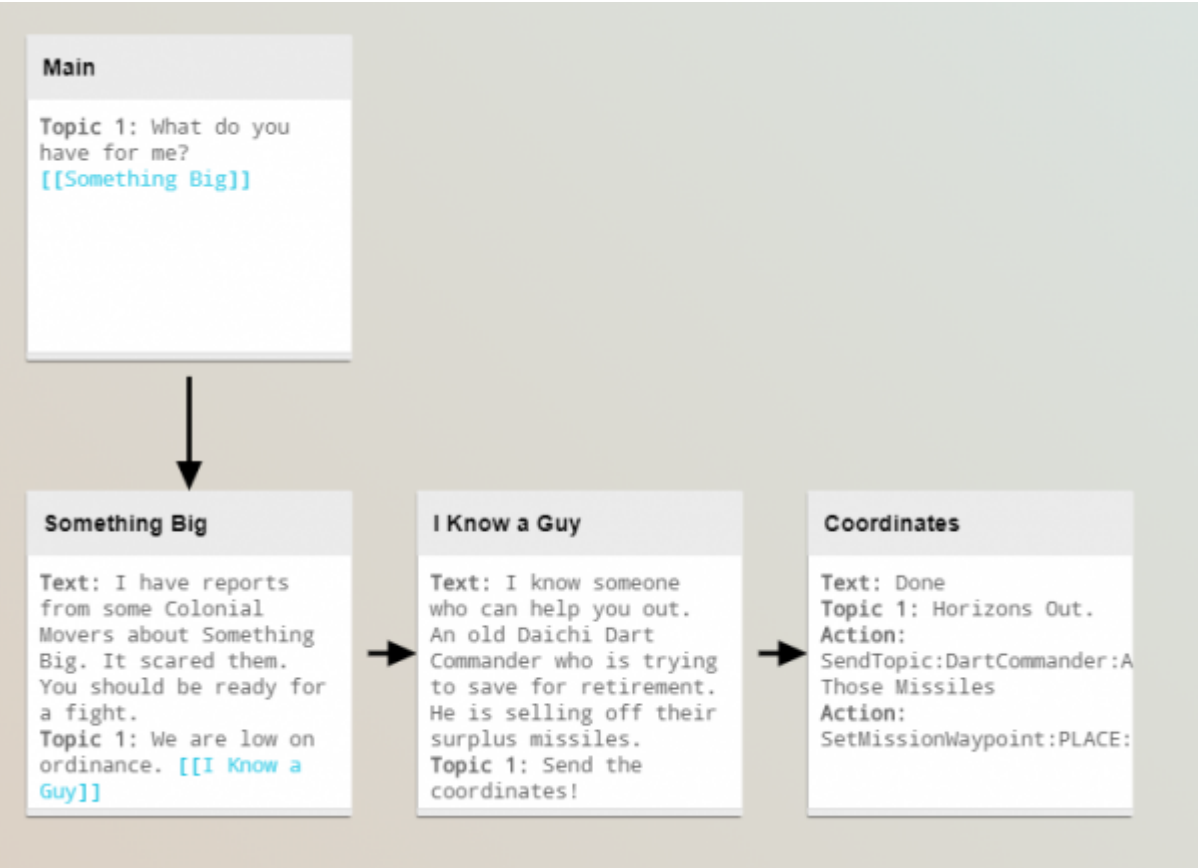 Main
Topic 1: What do you
have for me?
[[Something Big]]
Something Big
Text: I have reports
from some Colonial
Movers about Something
Big. It scared them.
You should be ready for
a fight.
Topic 1: We are low on
ordinance. [[I Know a
Guy]]
I Know a Guy
Text: I know someone
who can help you out.
An old Daichi Dart
Commander who is trying
to save for retirement.
He is selling off their
surplus missiles.
Topic 1: Send the
coordinates!
Coordinates
Text: Done
Topic 1: Horizons Out.
Action:
SendTopic:DartCommander:A
Those Missiles
Action:
SetMissionWaypoint:PLACE: